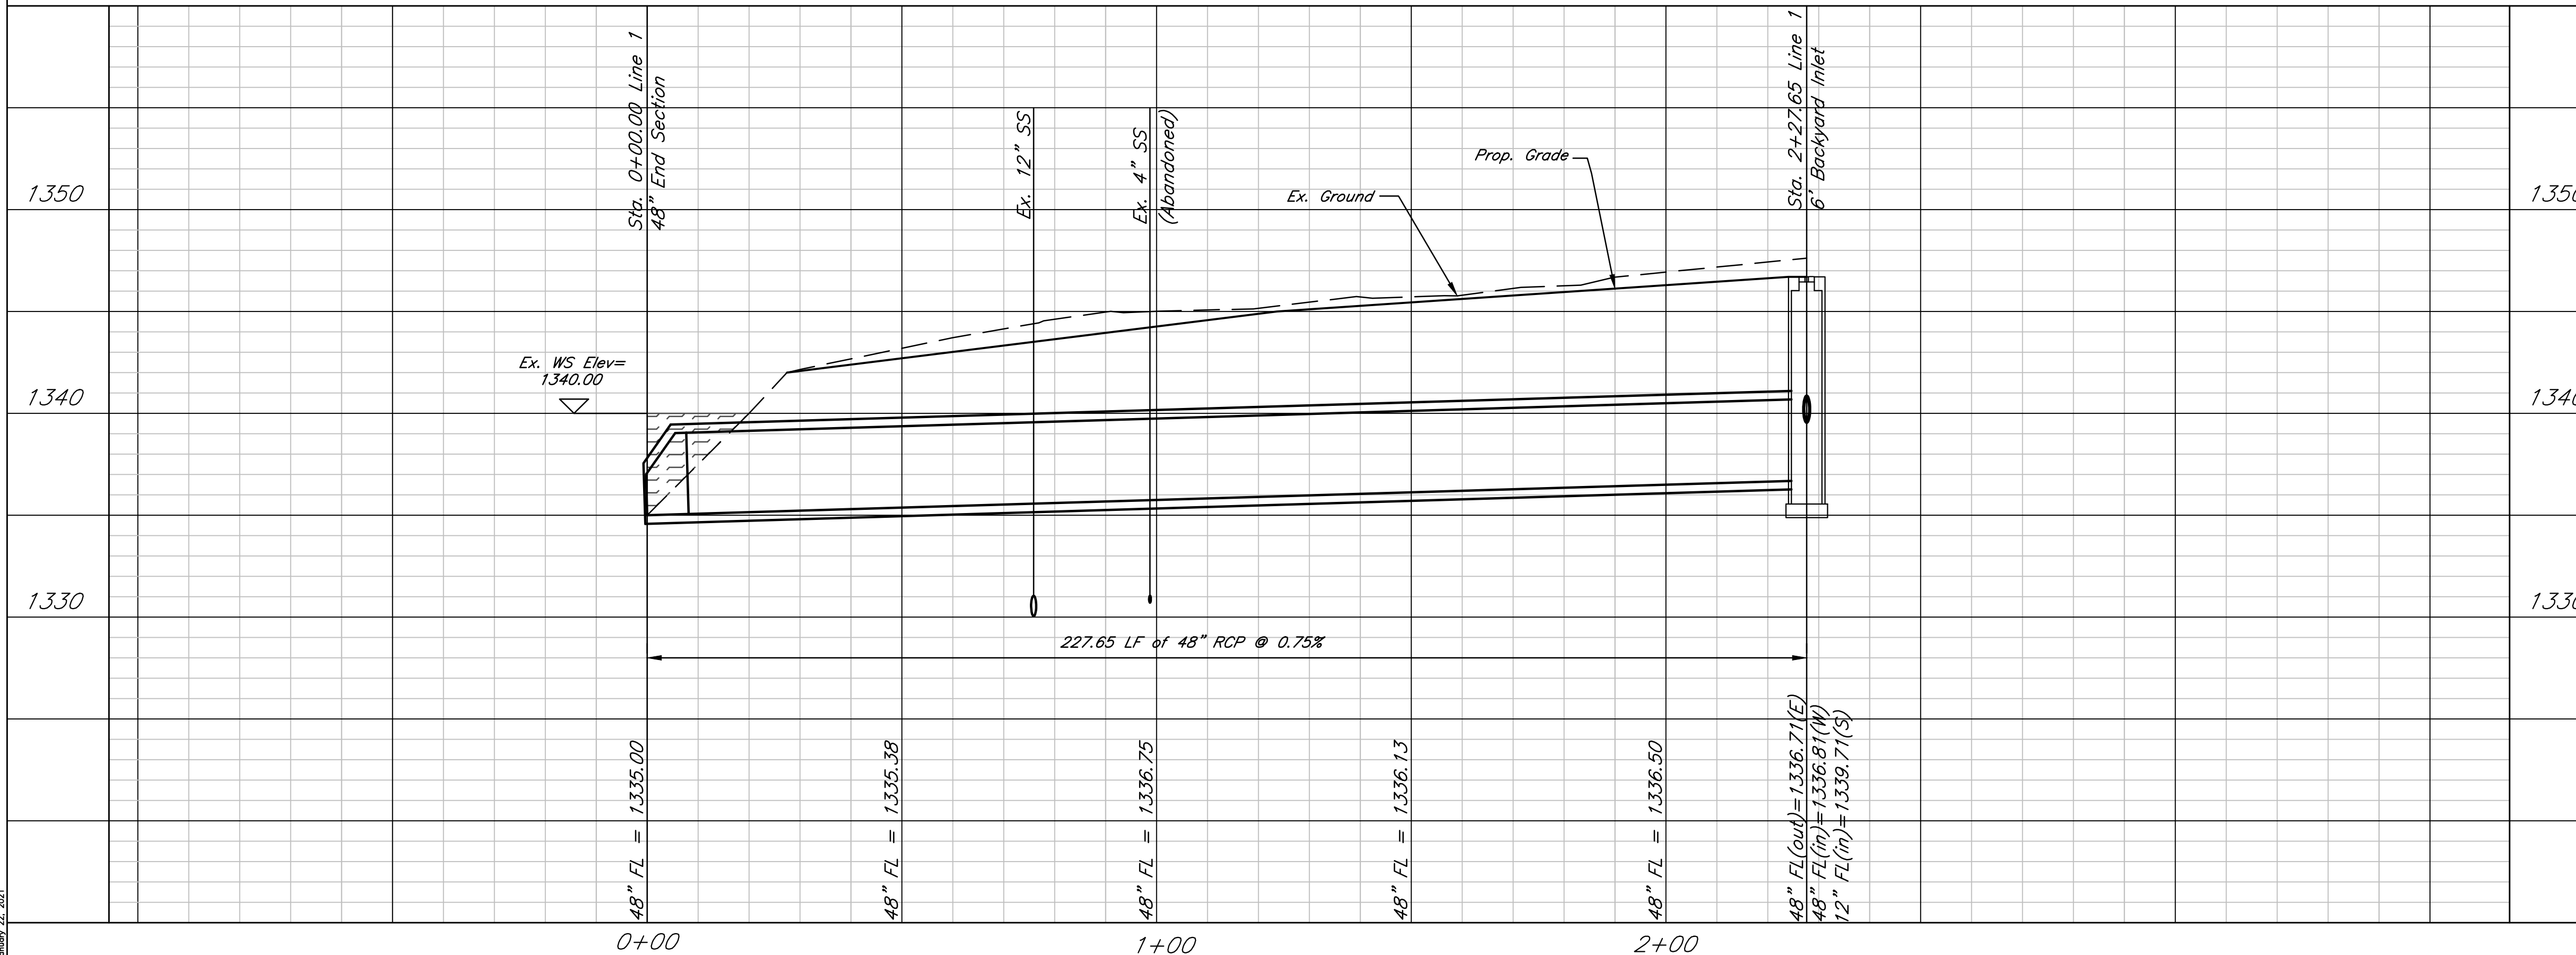 Sta. 0+00.00 Line 1
48" End Section
Ex. 12" SS
Ex. 4" SS
(Abandoned)
Sta. 2+27.65 Line 1
6' Backyard Inlet
Prop. Grade
Ex. Ground
1350
1350
Ex. WS Elev=
1340.00
1340
1340
1330
1330
227.65 LF of 48" RCP @ 0.75%
48" FL = 1335.00
48" FL = 1335.38
48" FL = 1336.75
48" FL = 1336.13
48" FL = 1336.50
48" FL(out)=1336.71(E)
48" FL(in)=1336.81(W)
12" FL(in)=1339.71(S)
0+00
1+00
2+00
22, 2021